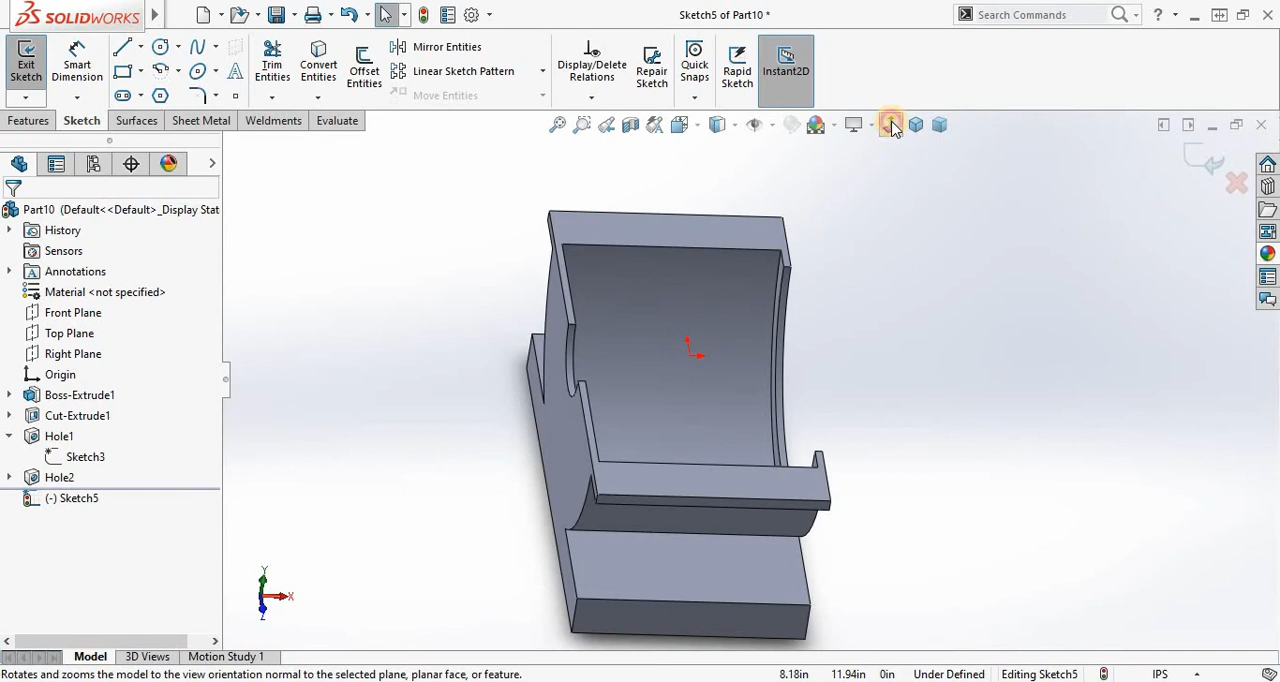 SOLIDWORKS
Sketch5 of Part10 *
Search Commands
?
Exit Sketch
Smart Dimension
Trim Entities
Convert Entities
Offset Entities
Mirror Entities
Linear Sketch Pattern
Move Entities
Display/Delete Relations
Repair Sketch
Quick Snaps
Rapid Sketch
Instant2D
Features
Sketch
Surfaces
Sheet Metal
Weldments
Evaluate
Part10 (Default<<Default>_Display Stat
History
Sensors
Annotations
Material <not specified>
Front Plane
Top Plane
Right Plane
Origin
Boss-Extrude1
Cut-Extrude1
Hole1
Sketch3
Hole2
(-) Sketch5
Y
X
Z
Model
3D Views
Motion Study 1
Rotates and zooms the model to the view orientation normal to the selected plane, planar face, or feature.
8.18in
11.94in
0in
Under Defined
Editing Sketch5
IPS